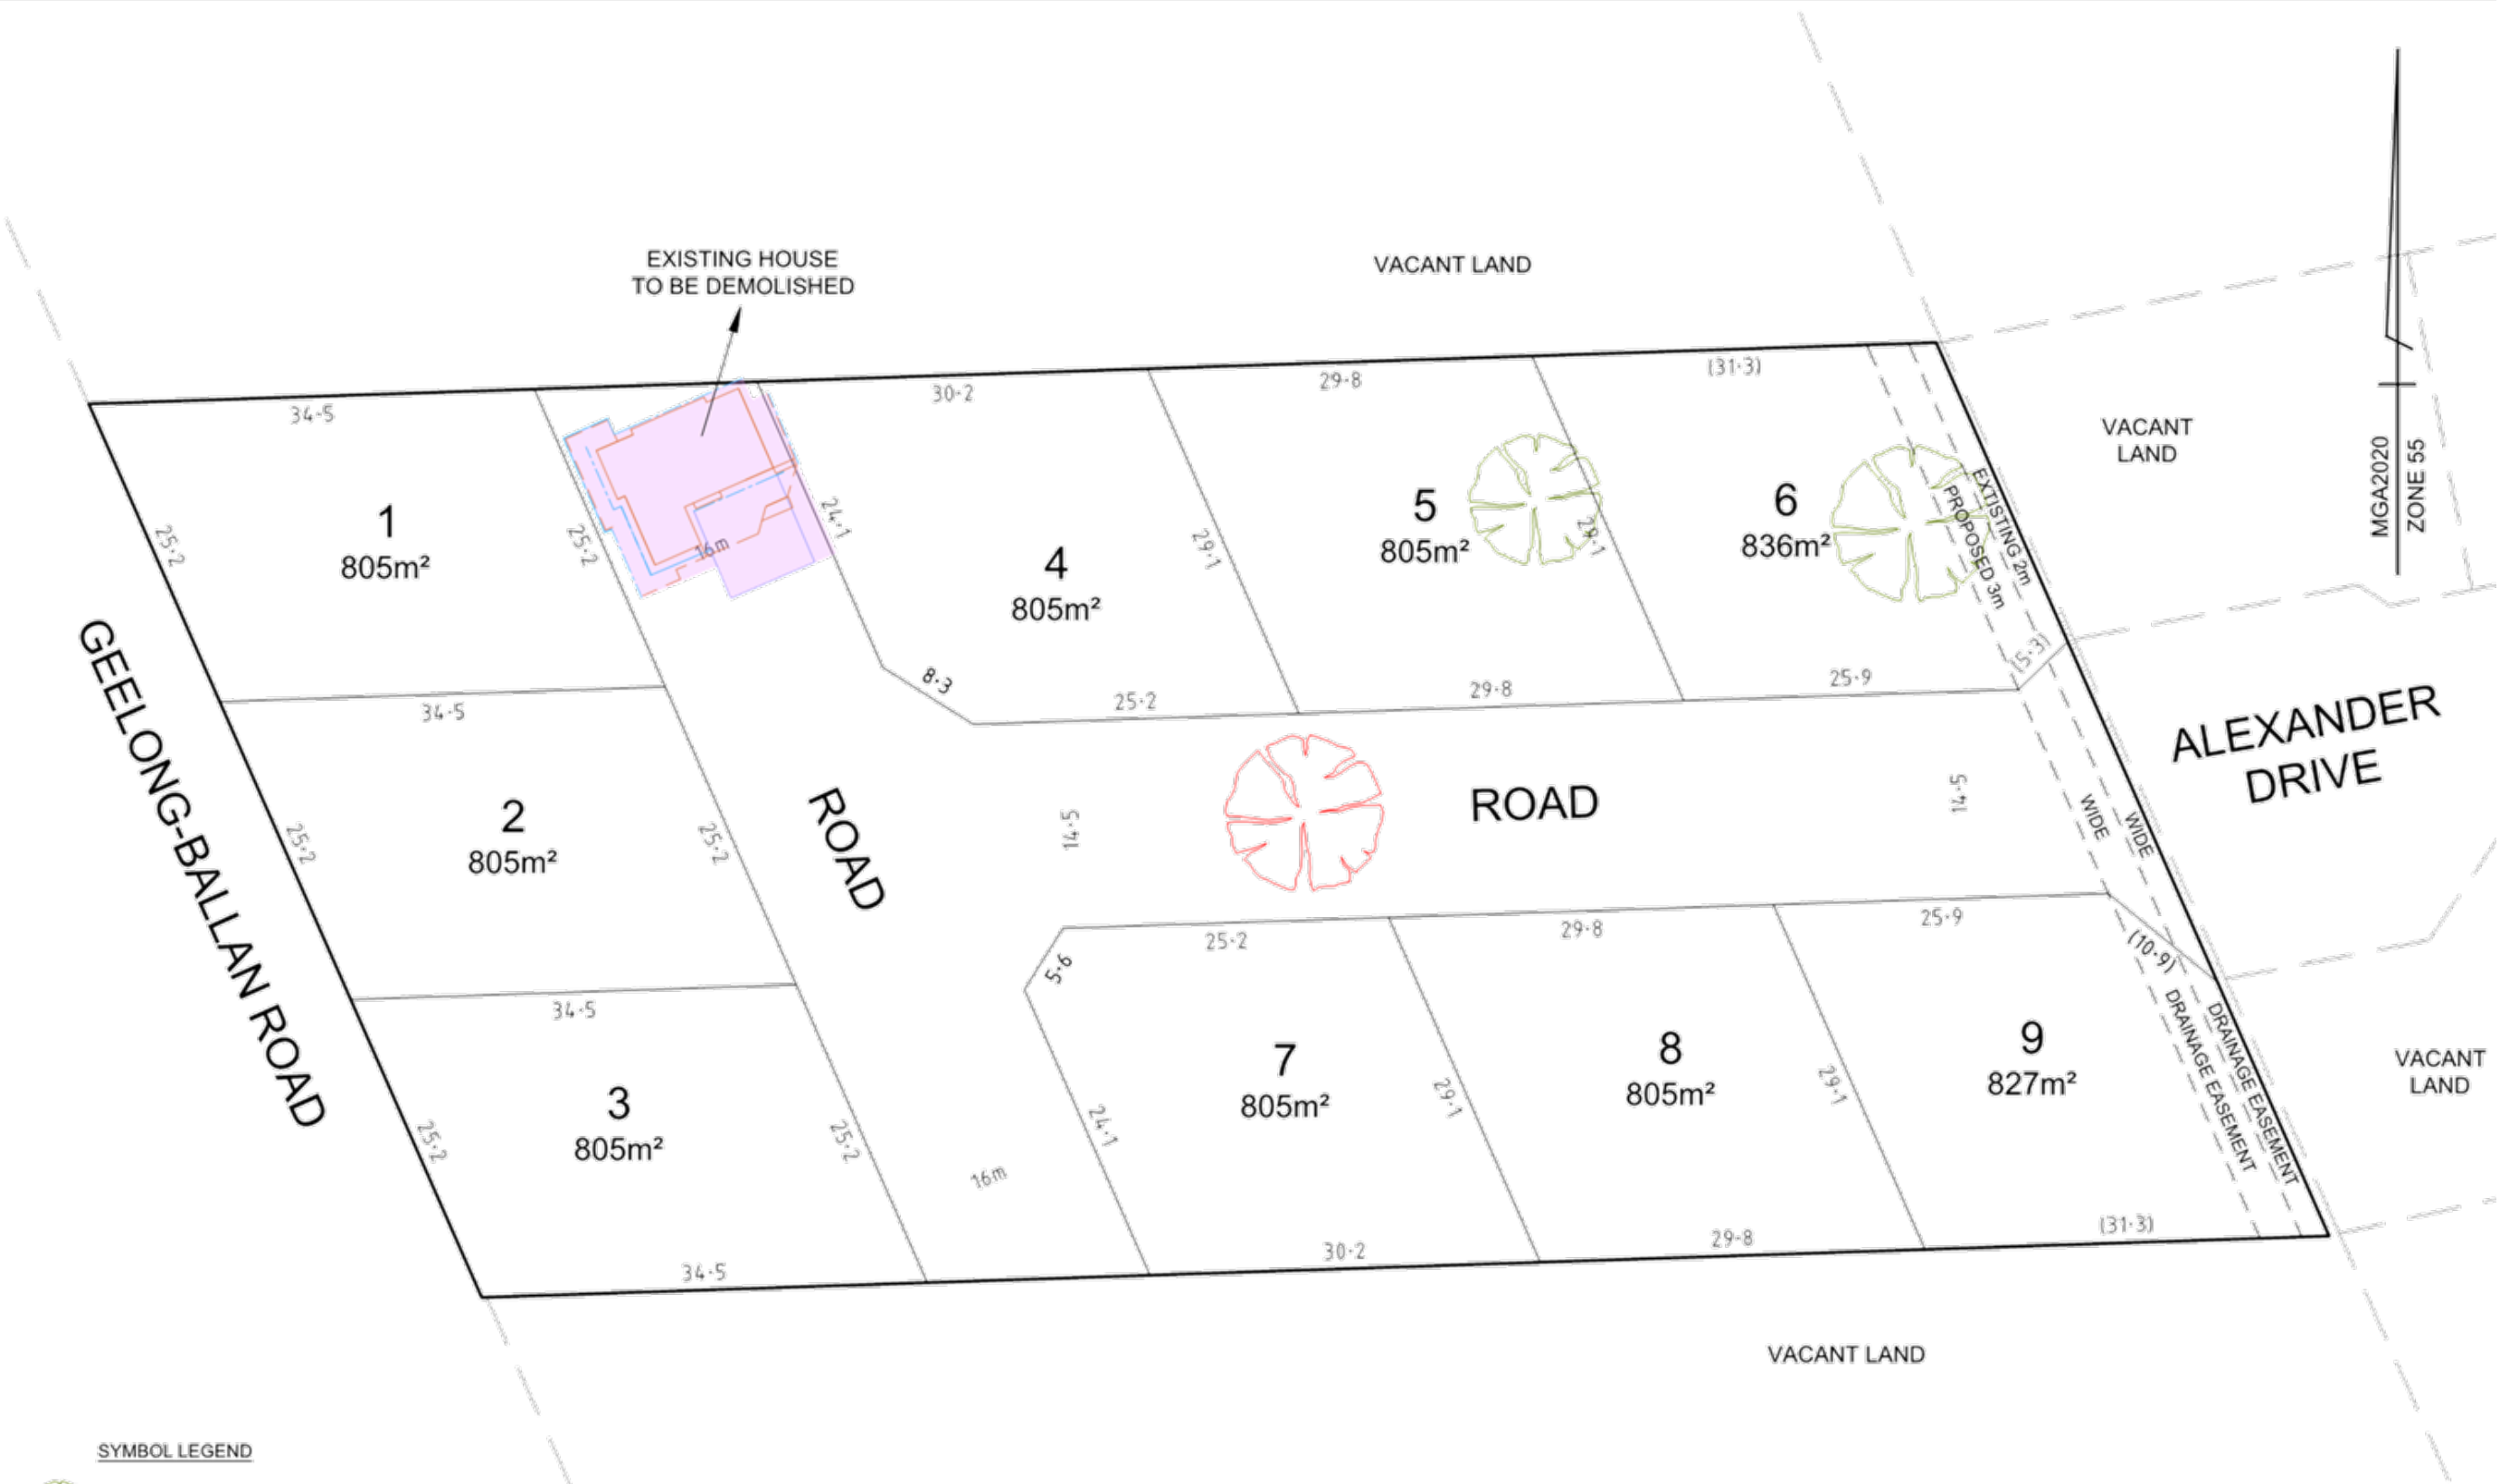 EXISTING HOUSE
TO BE DEMOLISHED
VACANT LAND
34·5
30·2
29·8
(31·3)
1
805m²
25·2
25·2
16m
24·1
4
805m²
29·1
5
805m²
29·1
6
836m²
EXISTING 2m
PROPOSED 3m
VACANT
LAND
MGA2020
ZONE 55
GEELONG-BALLAN ROAD
34·5
8·3
25·2
29·8
25·9
(5·3)
ALEXANDER
DRIVE
2
805m²
25·2
25·2
ROAD
14·5
ROAD
14·5
WIDE
WIDE
34·5
5·6
25·2
29·8
25·9
(10·9)
3
805m²
25·2
25·2
16m
24·1
7
805m²
29·1
8
805m²
29·1
9
827m²
DRAINAGE EASEMENT
DRAINAGE EASEMENT
VACANT
LAND
34·5
30·2
29·8
(31·3)
VACANT LAND
SYMBOL LEGEND